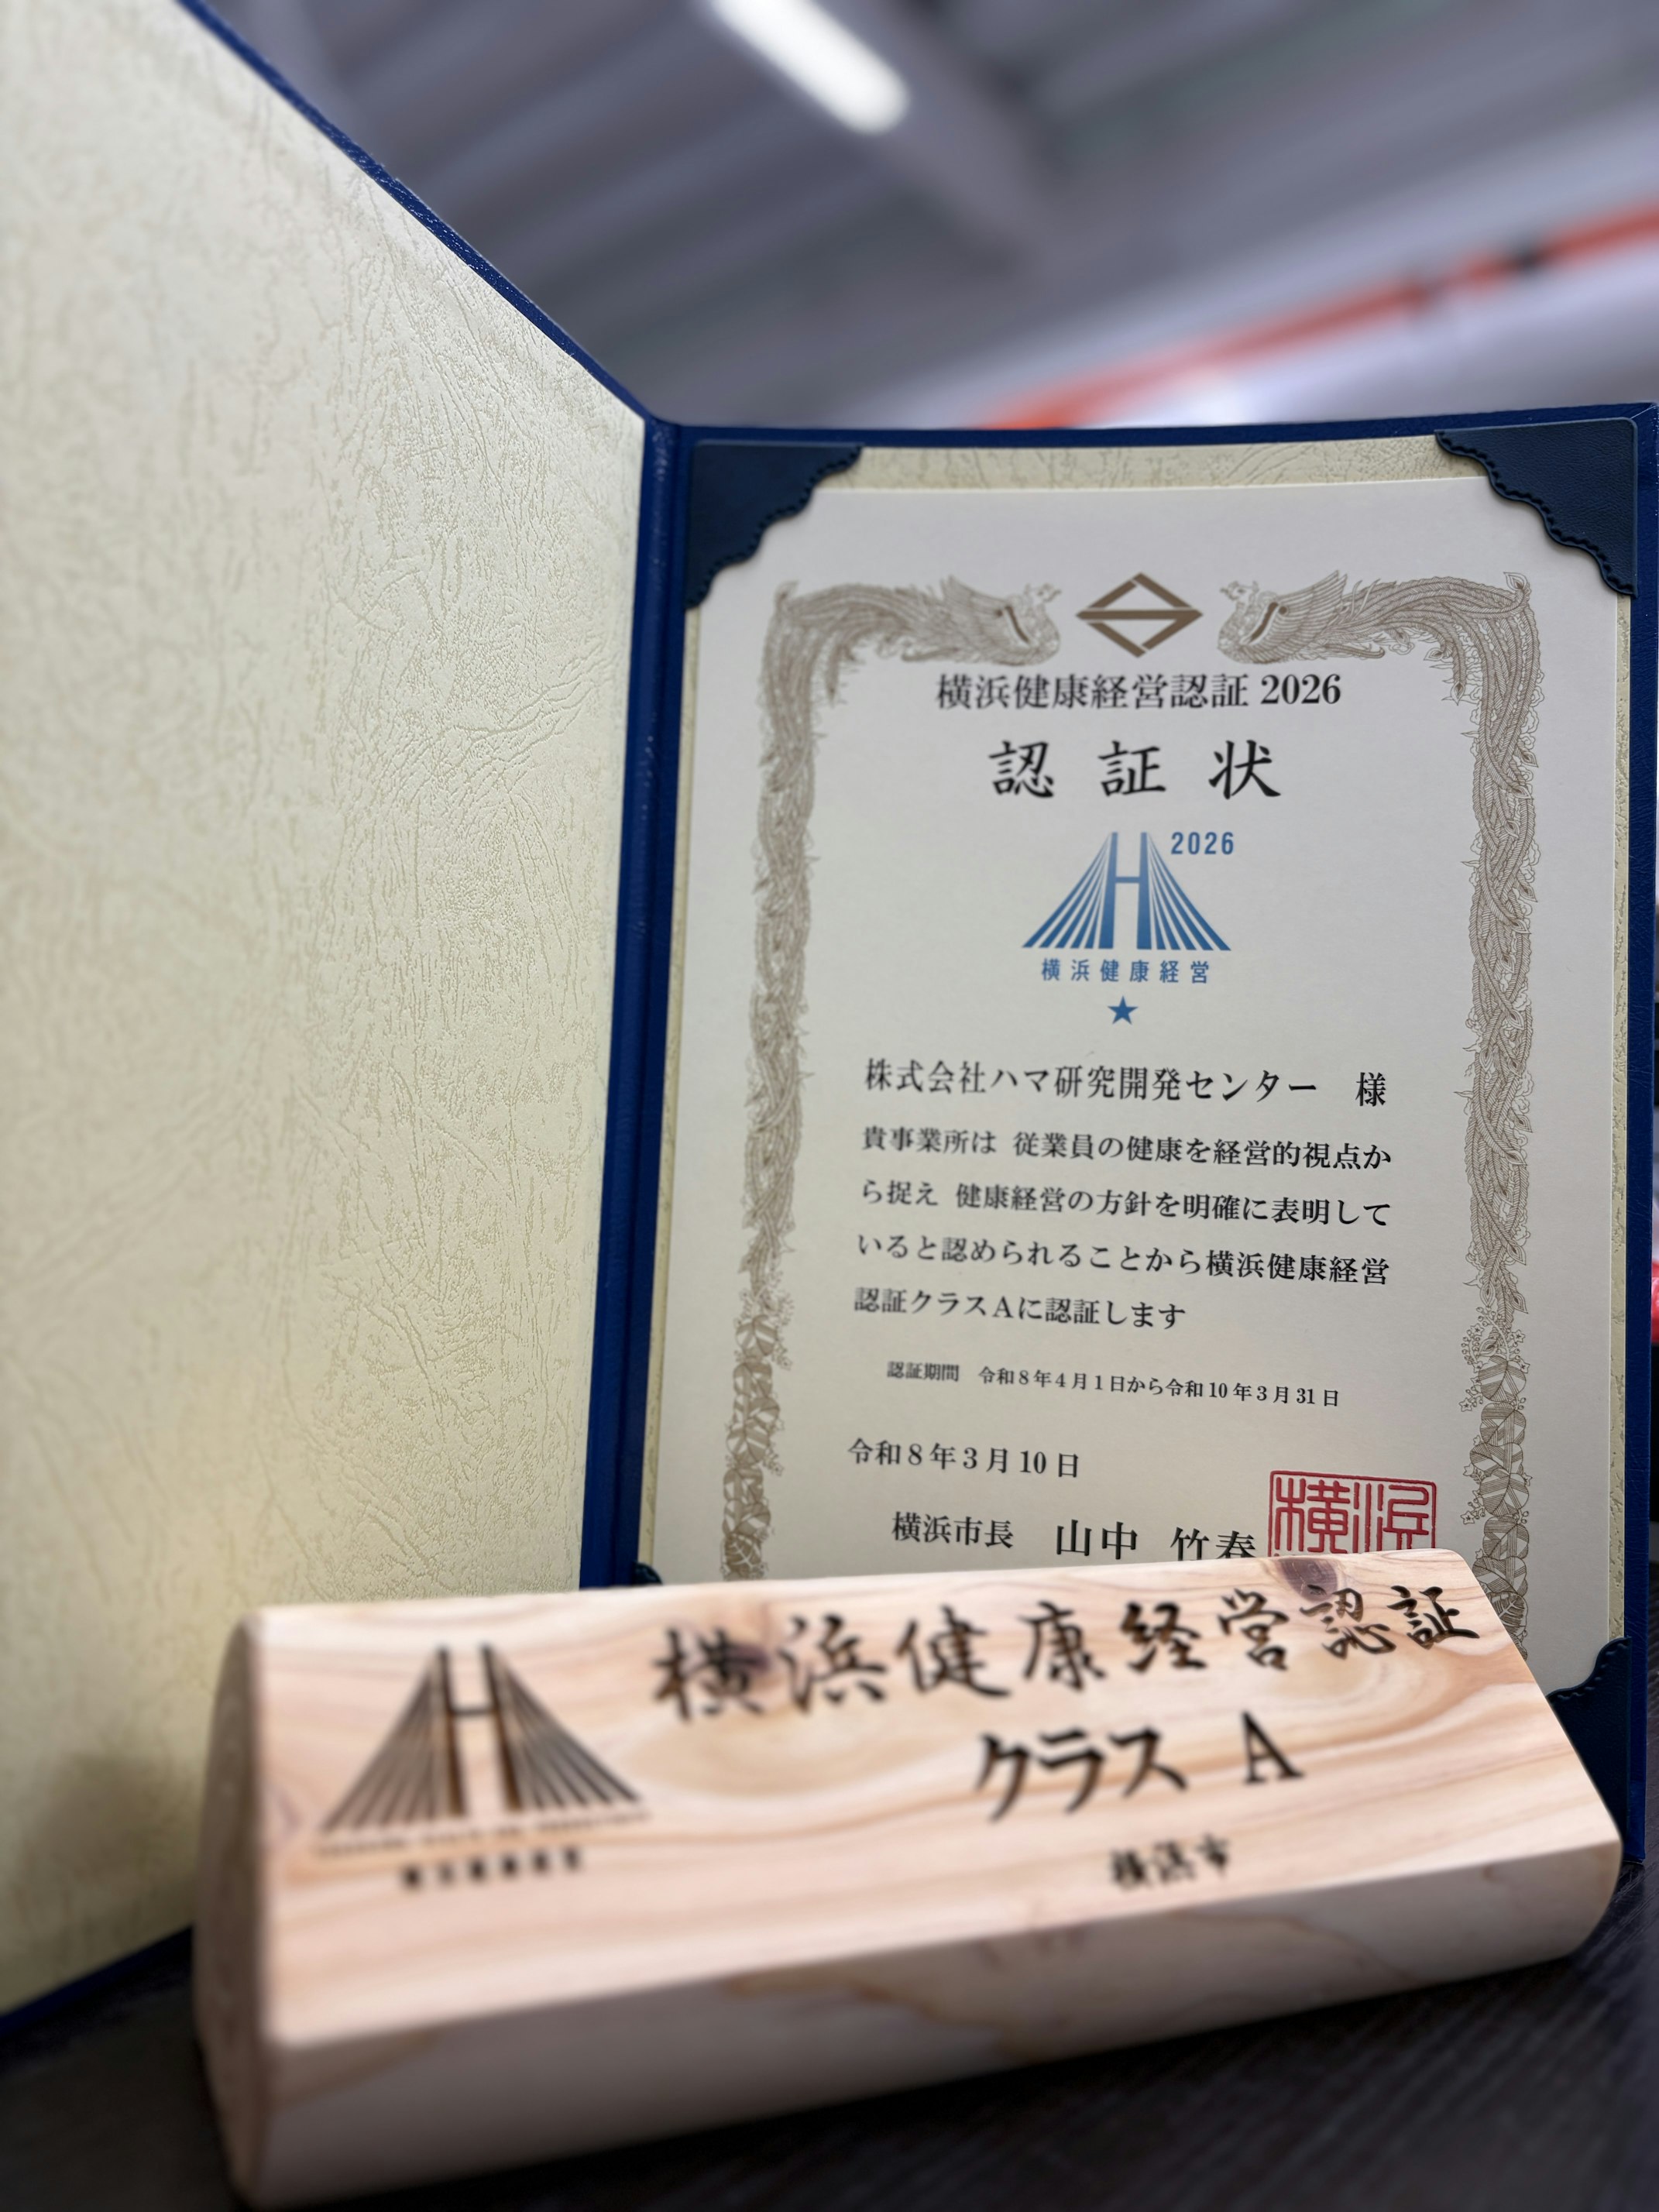 横浜健康経営認証 2026
認証状
2026
横浜健康経営
株式会社ハマ研究開発センター 様
貴事業所は 従業員の健康を経営的視点か
ら捉え 健康経営の方針を明確に表明して
いると認められることから横浜健康経営
認証クラスAに認証します
認証期間 令和8年4月1日から令和10年3月31日
令和8年3月10日
横浜市長 山中 竹春
横浜
横浜健康経営認証
クラス A
横浜市